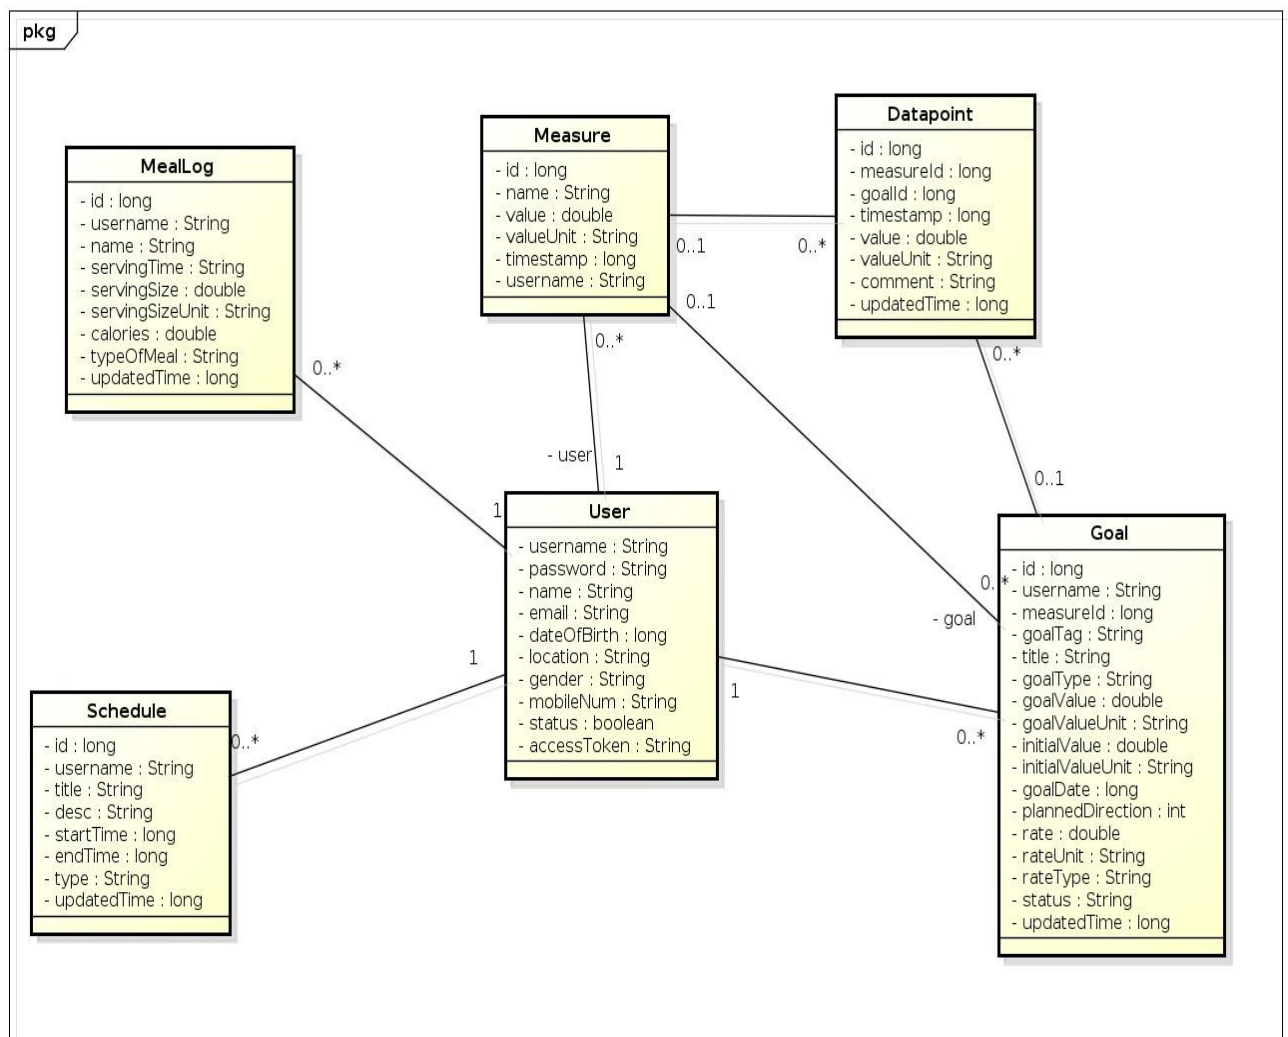 pkg
MealLog
- id : long
- username : String
- name : String
- servingTime : String
- servingSize : double
- servingSizeUnit : String
- calories : double
- typeOfMeal : String
- updatedTime : long
0..*
1
Measure
- id : long
- name : String
- value : double
- valueUnit : String
- timestamp : long
- username : String
0..1
0..*
0..1
0..*
- user
1
Datapoint
- id : long
- measureId : long
- goalId : long
- timestamp : long
- value : double
- valueUnit : String
- comment : String
- updatedTime : long
0..*
0..1
User
- username : String
- password : String
- name : String
- email : String
- dateOfBirth : long
- location : String
- gender : String
- mobileNum : String
- status : boolean
- accessToken : String
1
0..*
1
0..*
0..*
- goal
Schedule
- id : long
- username : String
- title : String
- desc : String
- startTime : long
- endTime : long
- type : String
- updatedTime : long
Goal
- id : long
- username : String
- measureId : long
- goalTag : String
- title : String
- goalType : String
- goalValue : double
- goalValueUnit : String
- initialValue : double
- initialValueUnit : String
- goalDate : long
- plannedDirection : int
- rate : double
- rateUnit : String
- rateType : String
- status : String
- updatedTime : long